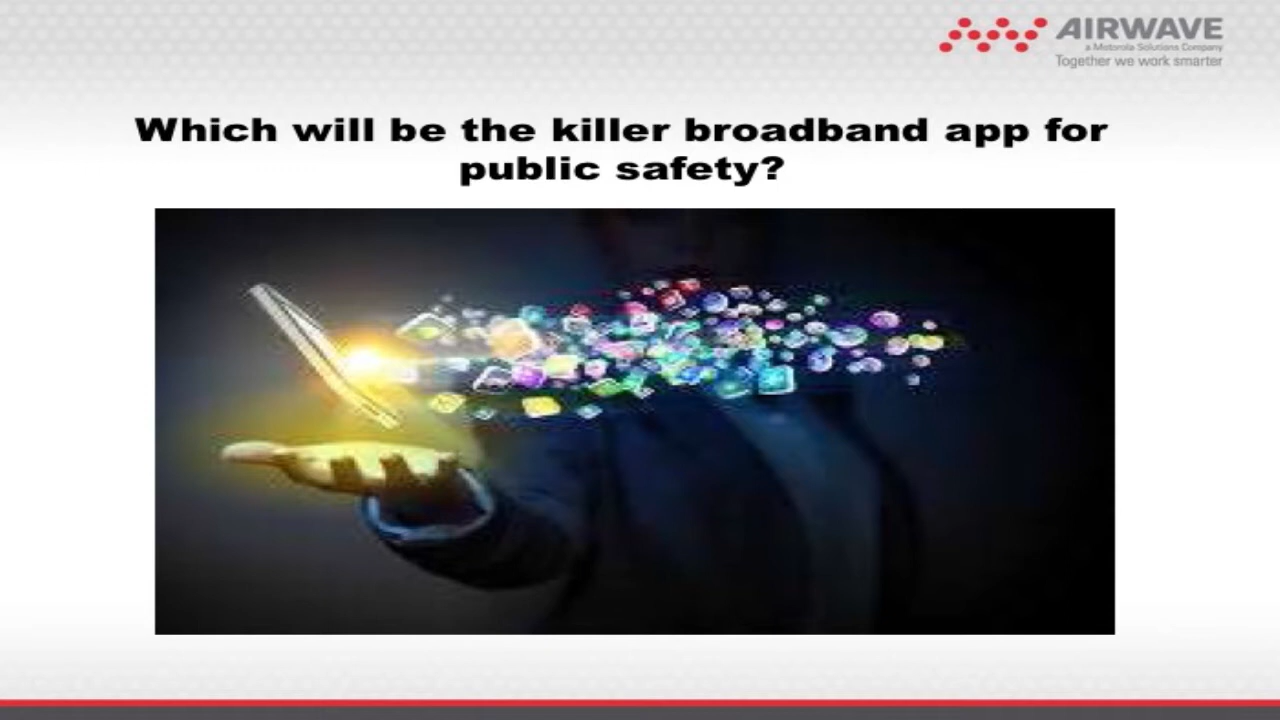 AIRWAVE
a Motorola Solutions Company
Together we work smarter
Which will be the killer broadband app for
public safety?